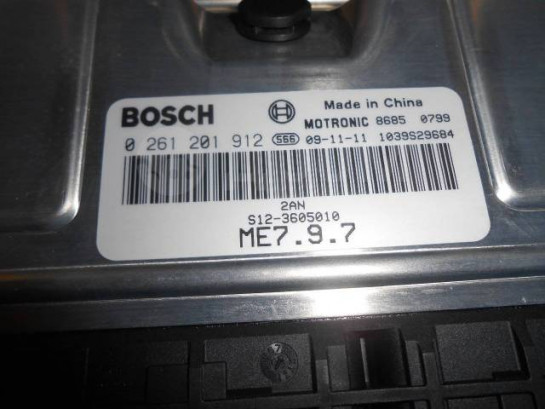 BOSCH Made in China
MOTRONIC 8685 0799
0 261 201 912 S66 09-11-11 1039S29684
2AN
S12-3605010
ME7.9.7